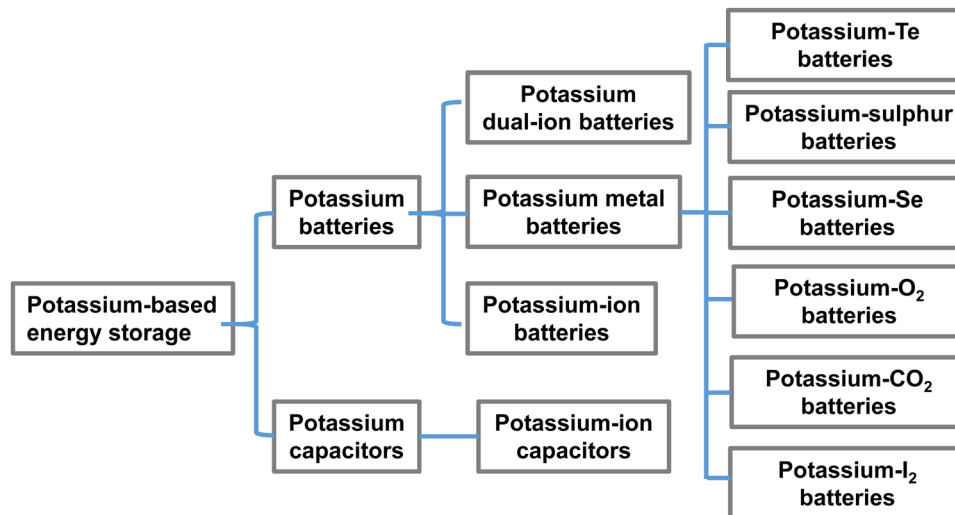 Potassium-based
energy storage
Potassium
batteries
Potassium
capacitors
Potassium
dual-ion batteries
Potassium metal
batteries
Potassium-ion
batteries
Potassium-ion
capacitors
Potassium-Te
batteries
Potassium-sulphur
batteries
Potassium-Se
batteries
Potassium-O₂
batteries
Potassium-CO₂
batteries
Potassium-I₂
batteries